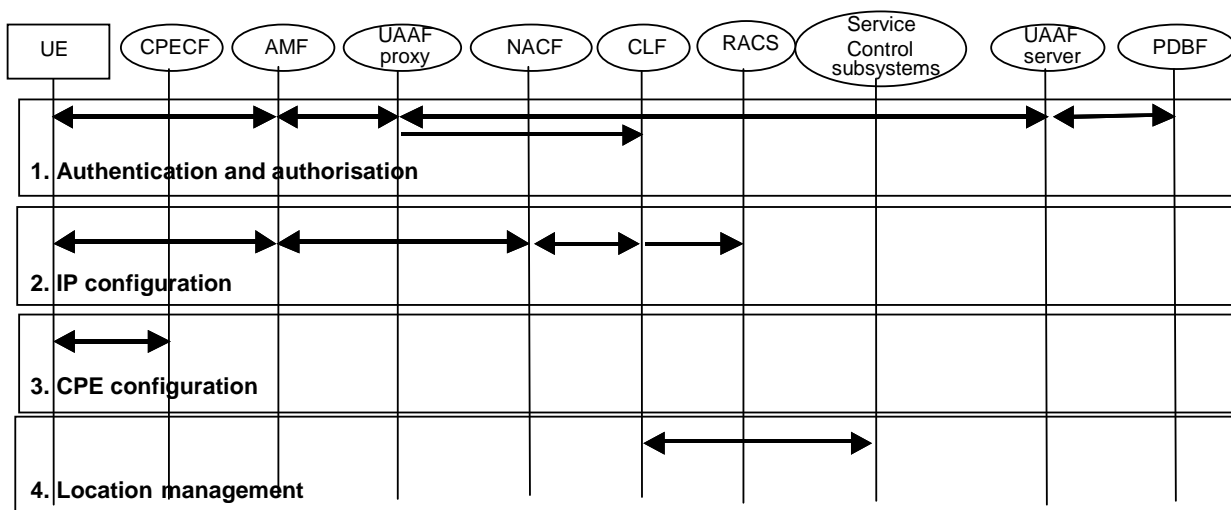 UE
CPECF
AMF
UAAF
proxy
NACF
CLF
RACS
Service
Control
subsystems
UAAF
server
PDBF
1. Authentication and authorisation
2. IP configuration
3. CPE configuration
4. Location management